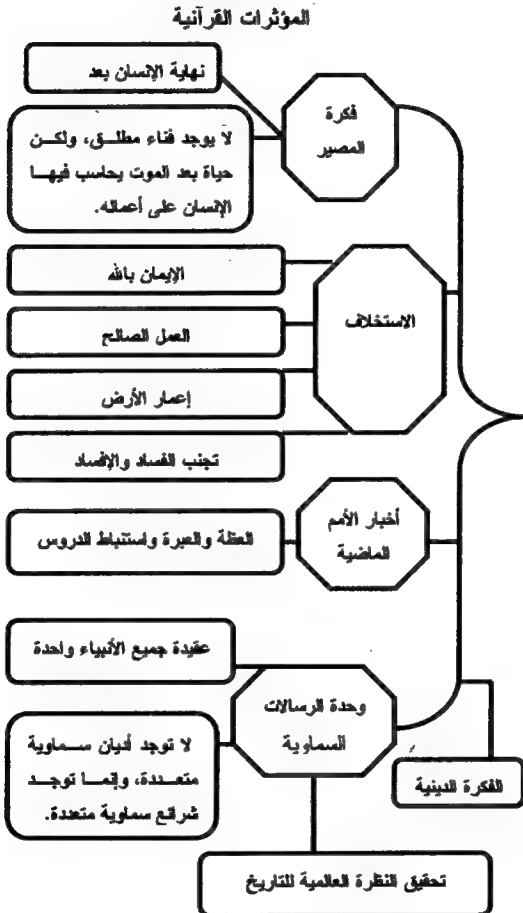 المؤثرات القرآنية
نهاية الإنسان بعد
فكرة
المصير
لا يوجد فناء مطلق، ولكن
حياة بعد الموت يحاسب فيها
الإنسان على أعماله.
الاستخلاف
الإيمان بالله
العمل الصالح
إعمار الأرض
تجنب الفساد والإفساد
أخبار الأمم
الماضية
العظة والعبرة واستنباط الدروس
وحدة الرسالات
السماوية
عقيدة جميع الأنبياء واحدة
لا توجد أديان سماوية
متعددة، وإنما توجد
شرائع سماوية متعددة.
الفكرة الدينية
تحقيق النظرة العالمية للتاريخ